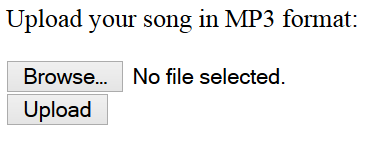 Upload your song in MP3 format:
Browse... No file selected.
Upload